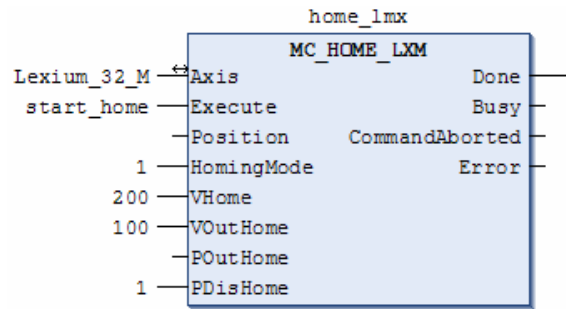 home_lmx
MC_HOME_LXM
Lexium_32_M Axis Done
start_home Execute Busy
Position CommandAborted
1 HomingMode Error
200 VHome
100 VOutHome
POutHome
1 PDisHome